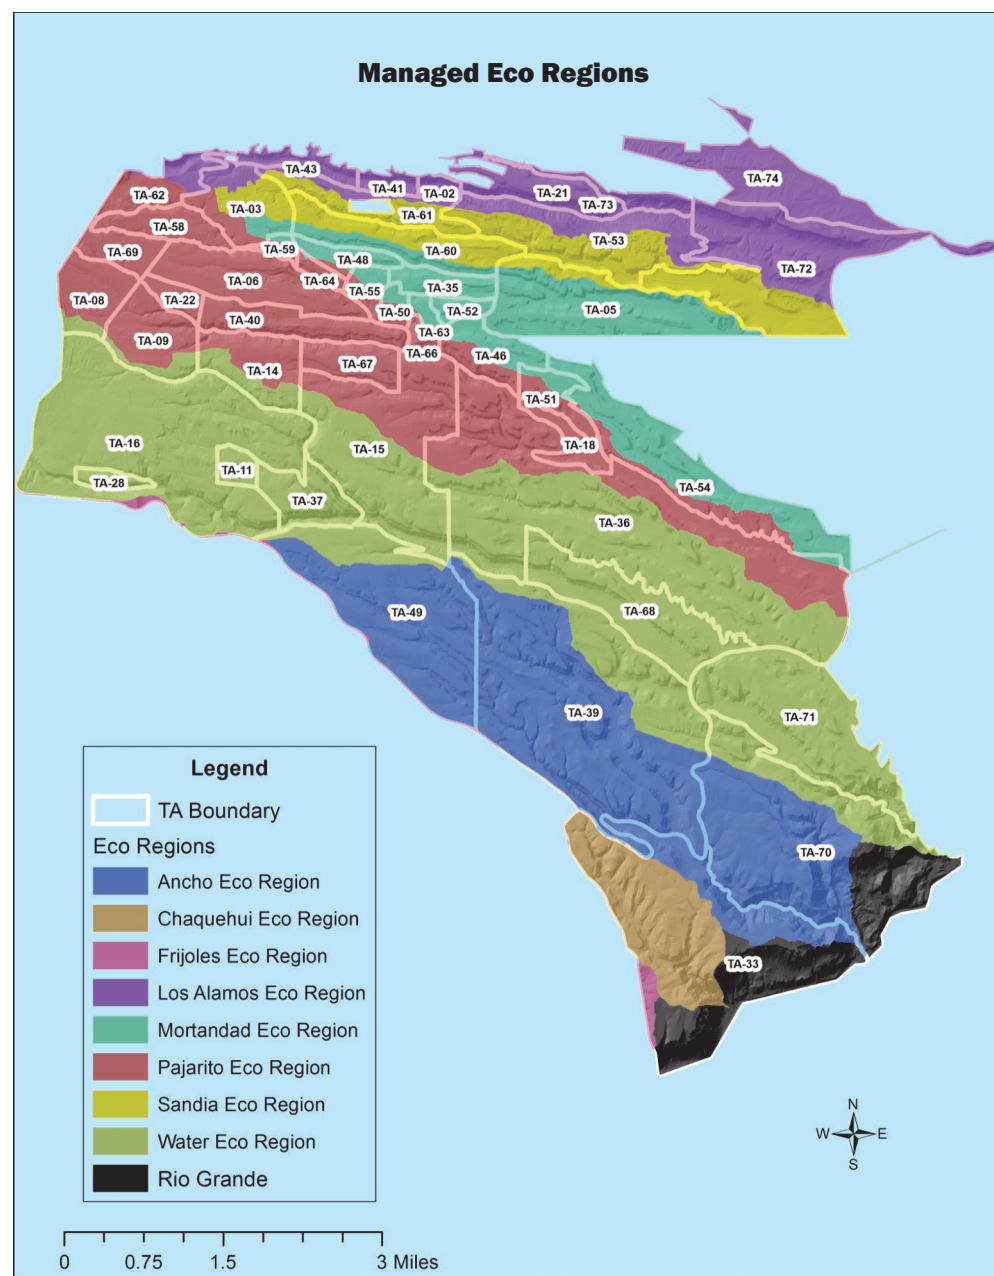 Managed Eco Regions
TA-74
TA-43
TA-41
TA-02
TA-21
TA-73
TA-62
TA-03
TA-61
TA-58
TA-53
TA-69
TA-59
TA-48
TA-60
TA-72
TA-06
TA-64
TA-55
TA-35
TA-08
TA-22
TA-50
TA-52
TA-05
TA-40
TA-63
TA-09
TA-66
TA-46
TA-14
TA-67
TA-51
TA-16
TA-15
TA-18
TA-11
TA-28
TA-37
TA-54
TA-36
TA-49
TA-68
TA-39
TA-71
TA-70
TA-33
Legend
TA Boundary
Eco Regions
Ancho Eco Region
Chaquehui Eco Region
Frijoles Eco Region
Los Alamos Eco Region
Mortandad Eco Region
Pajarito Eco Region
Sandia Eco Region
Water Eco Region
Rio Grande
N
W E
S
0 0.75 1.5 3 Miles